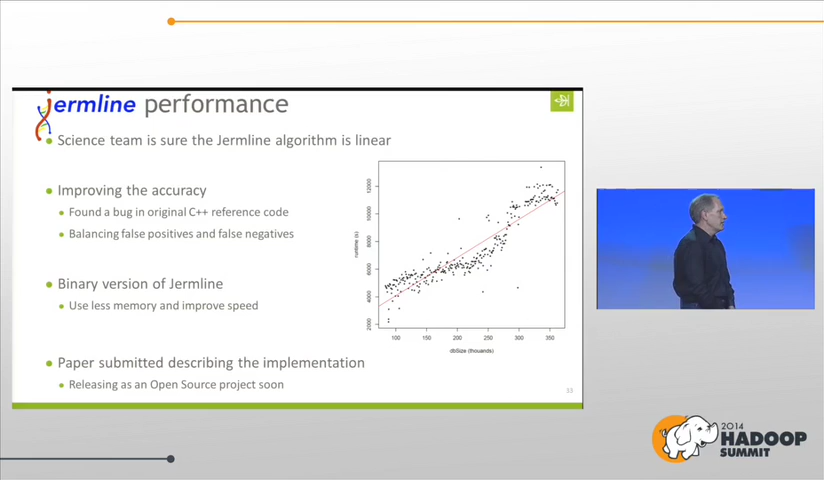 Jermline performance
Science team is sure the Jermline algorithm is linear
Improving the accuracy
Found a bug in original C++ reference code
Balancing false positives and false negatives
Binary version of Jermline
Use less memory and improve speed
Paper submitted describing the implementation
Releasing as an Open Source project soon
runtime (s)
2000 4000 6000 8000 10000 12000
100 150 200 250 300 350
dbSize (thouands)
33
2014
HADOOP
SUMMIT